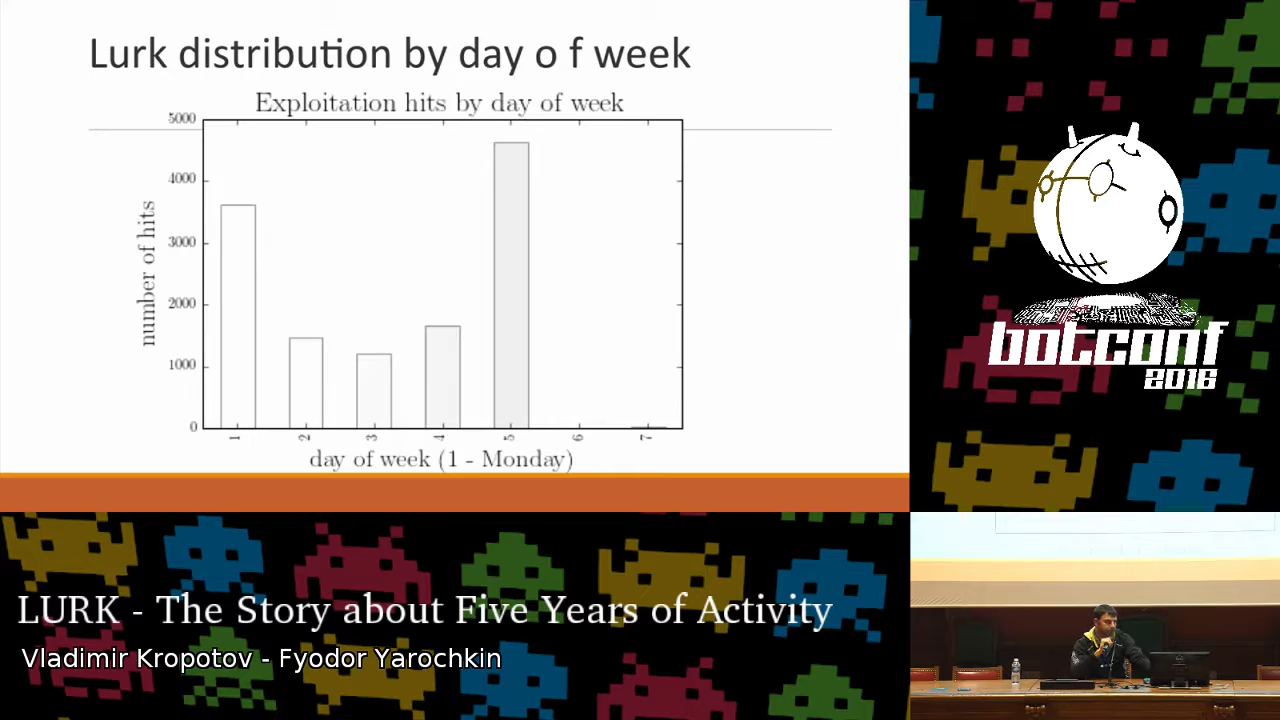 Lurk distribution by day o f week
Exploitation hits by day of week
5000
4000
3000
2000
1000
0
number of hits
1 2 3 4 5 6 7
day of week (1 - Monday)
botconf
2016
LURK - The Story about Five Years of Activity
Vladimir Kropotov - Fyodor Yarochkin